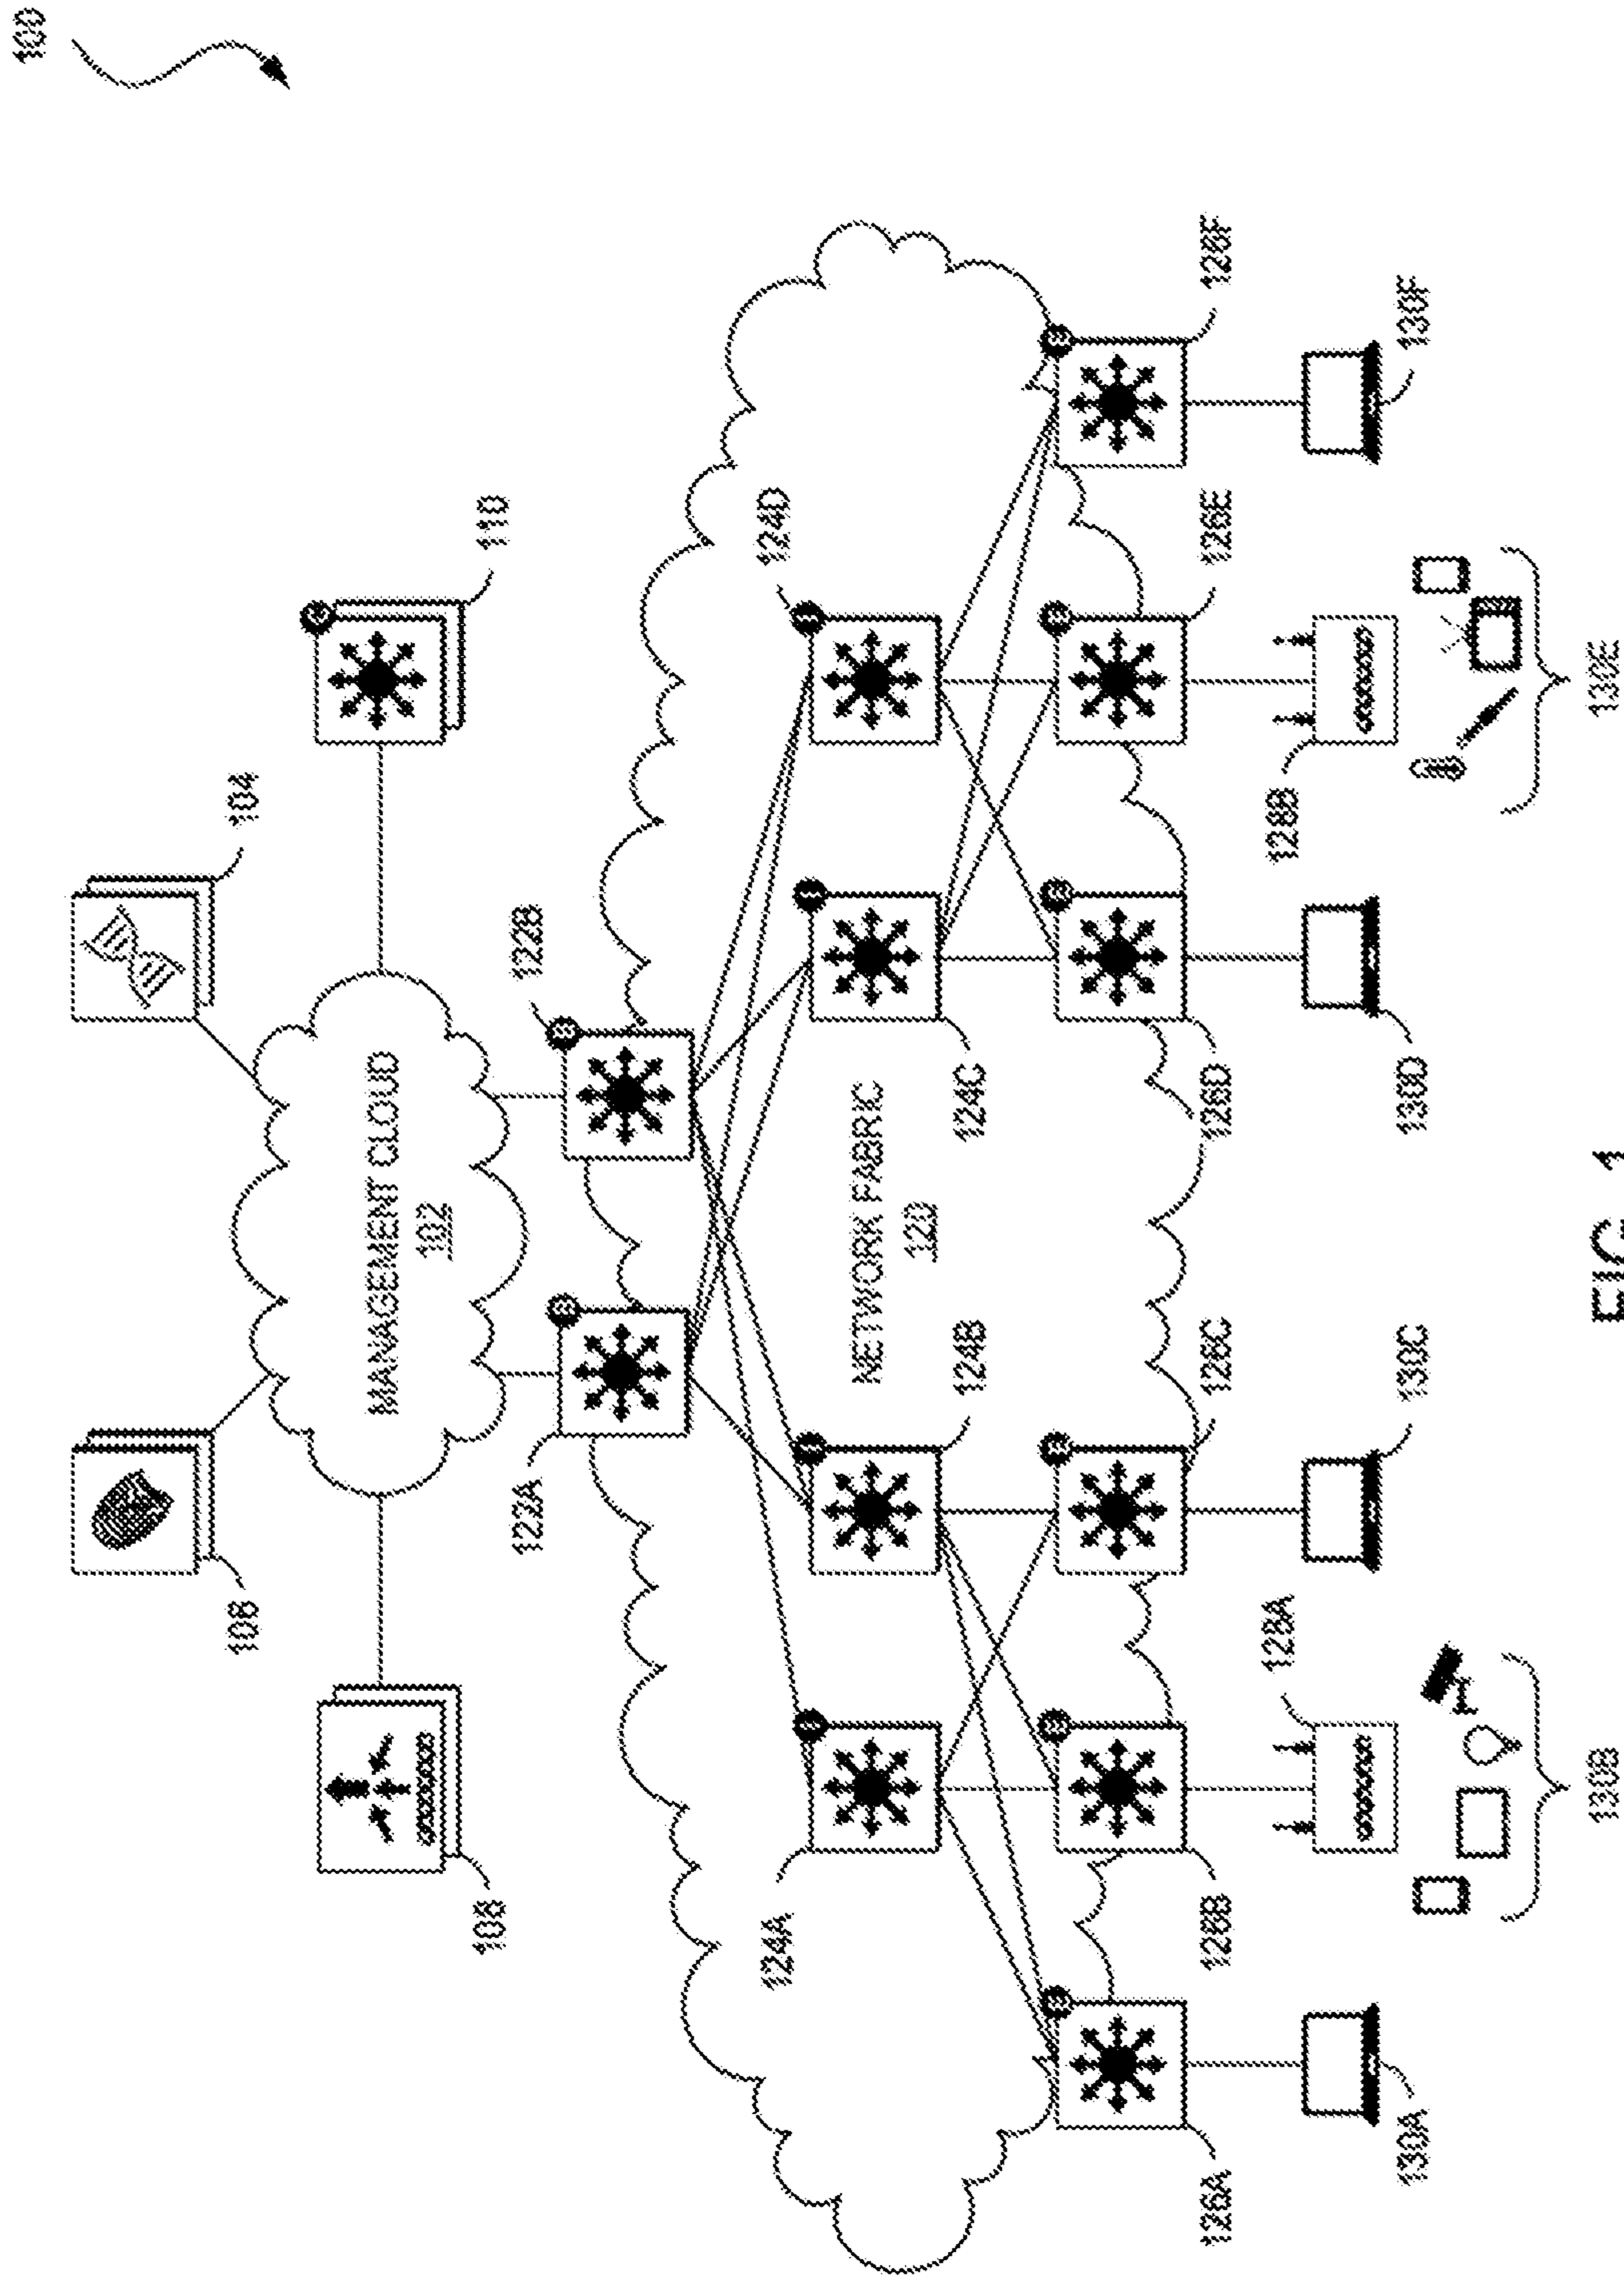 100
106
104
MANAGEMENT CLOUD
102
108
110
122A
122B
124A
124D
NETWORK FABRIC
120
124B
124C
126A
126B
126C
126D
126E
126F
128A
128B
130A
130C
130D
130F
130B
130E
FIG. 1